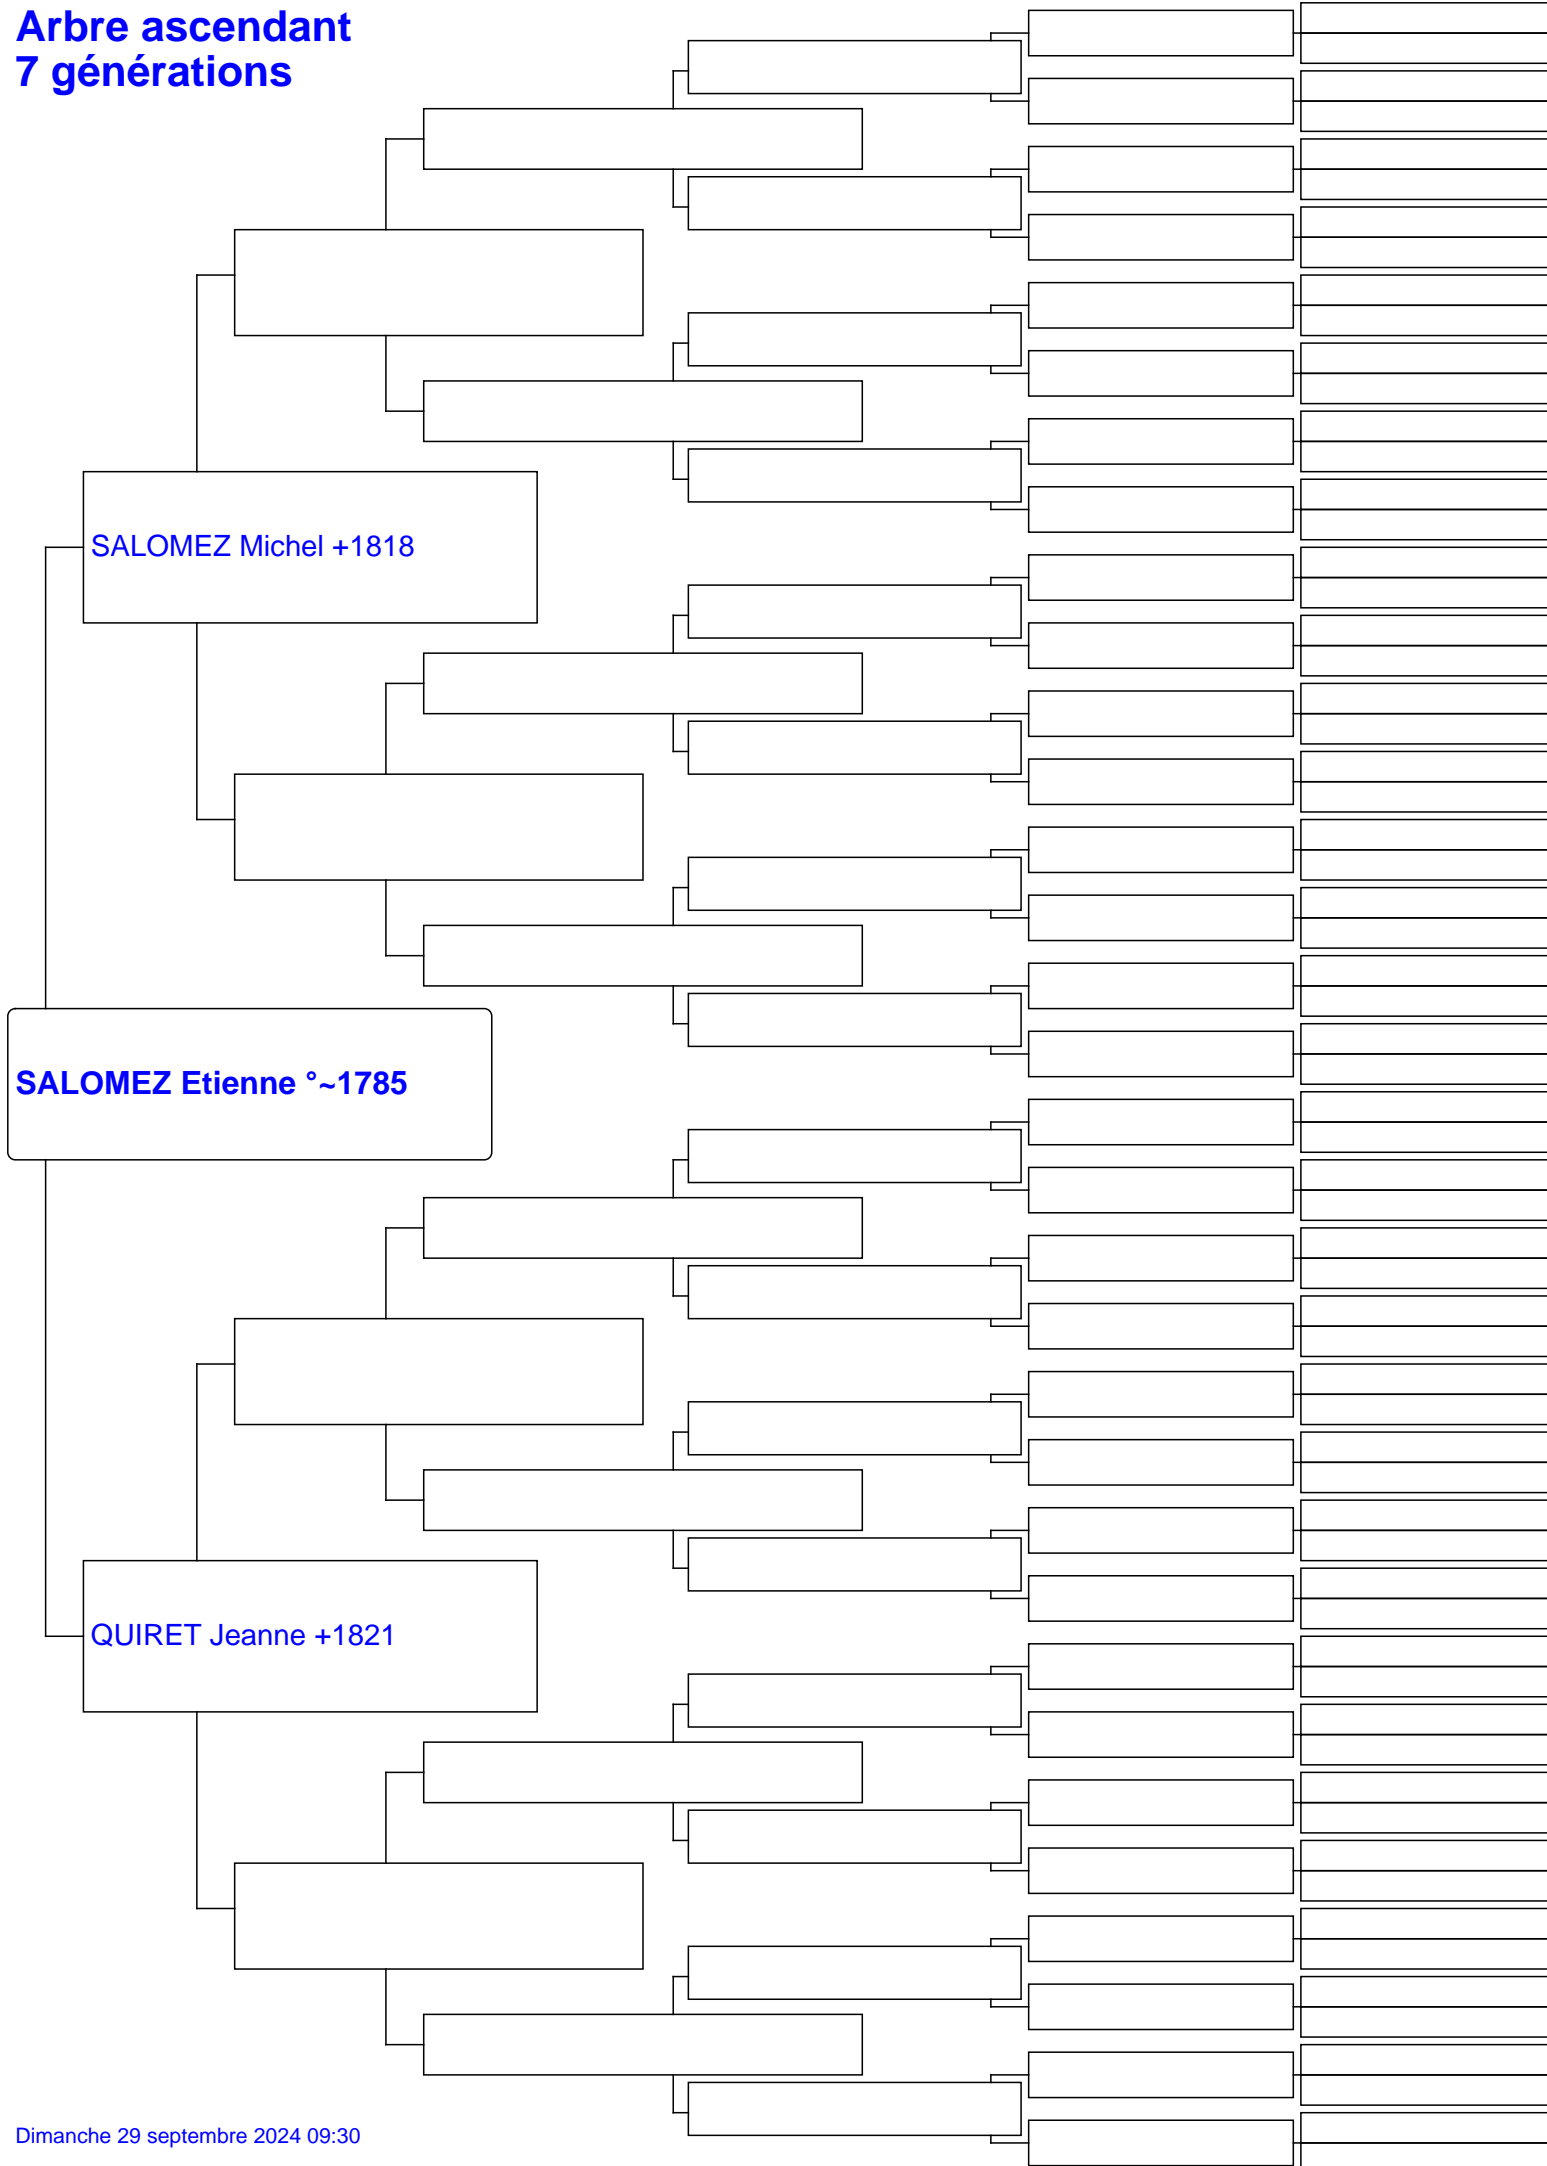 Arbre ascendant
7 générations
SALOMEZ Michel +1818
SALOMEZ Etienne °~1785
QUIRET Jeanne +1821
Dimanche 29 septembre 2024 09:30